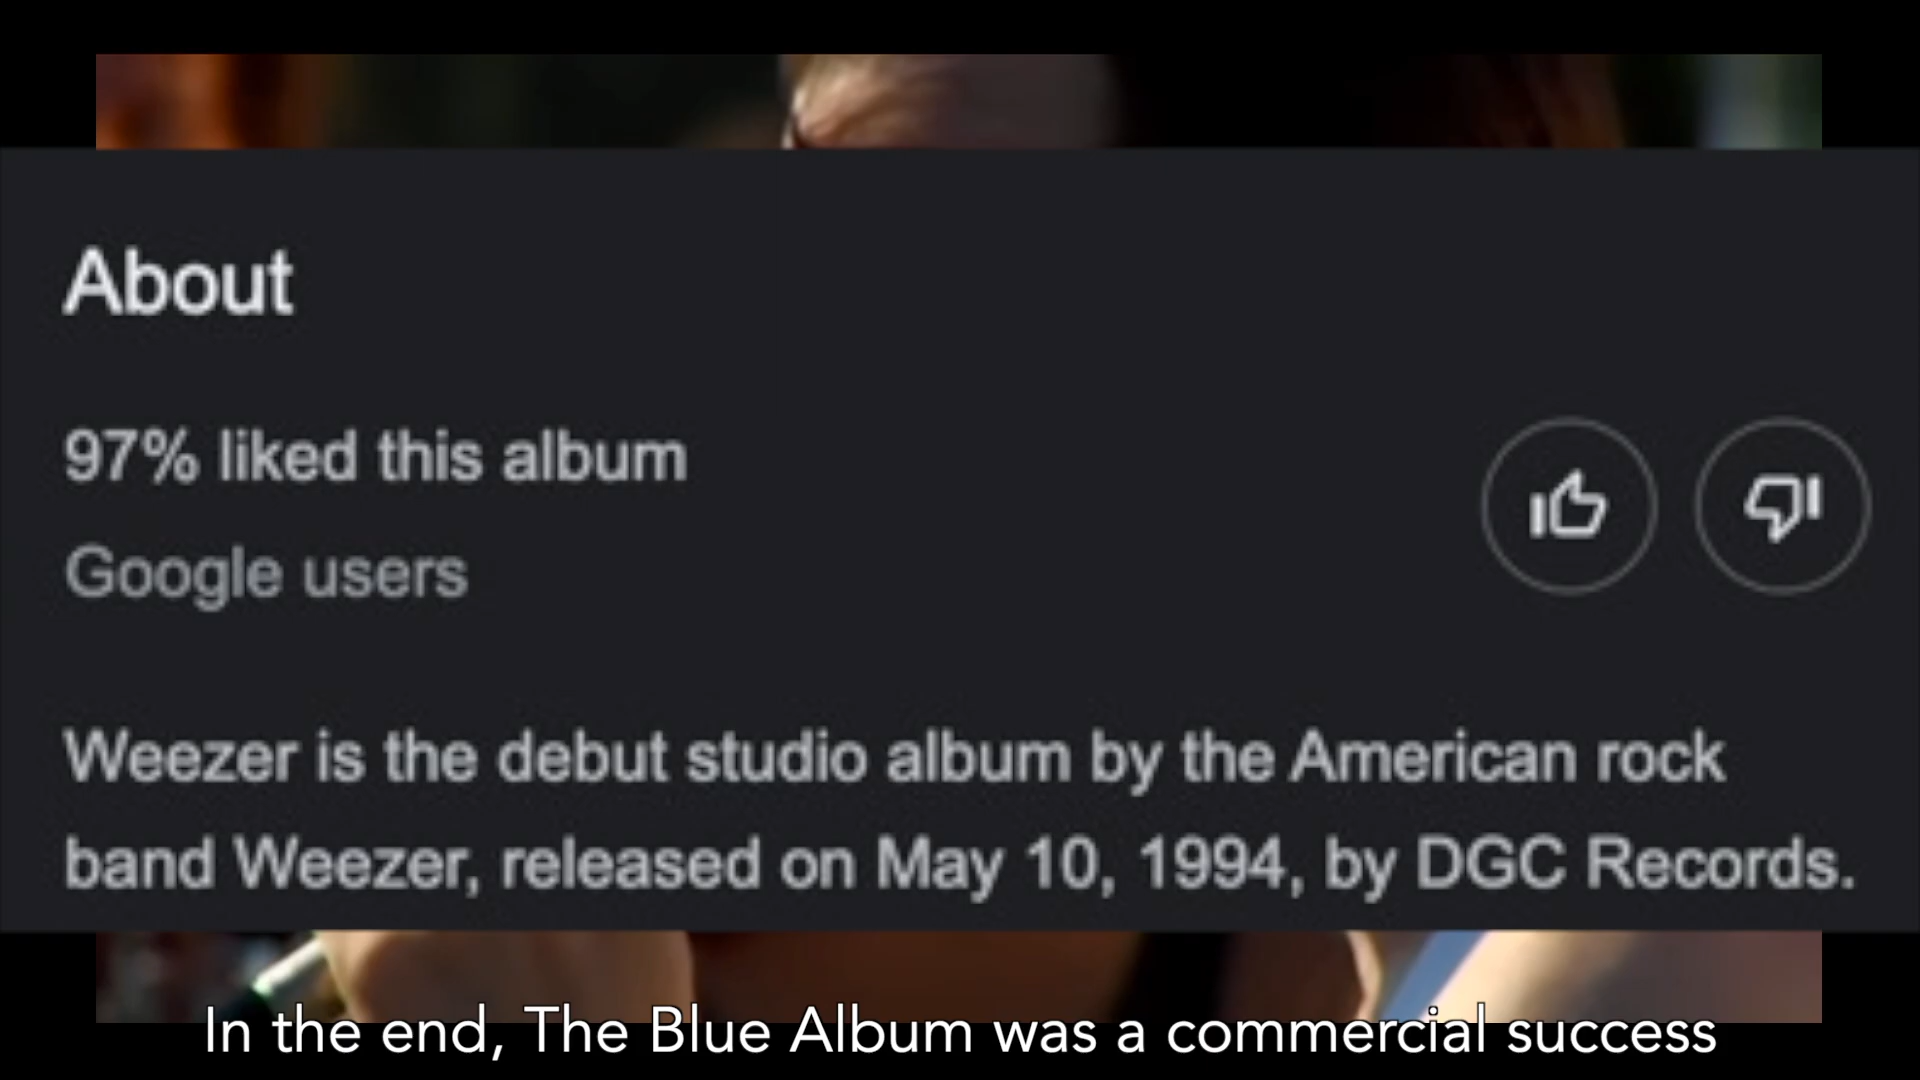 About
97% liked this album
Google users
Weezer is the debut studio album by the American rock
band Weezer, released on May 10, 1994, by DGC Records.
In the end, The Blue Album was a commercial success